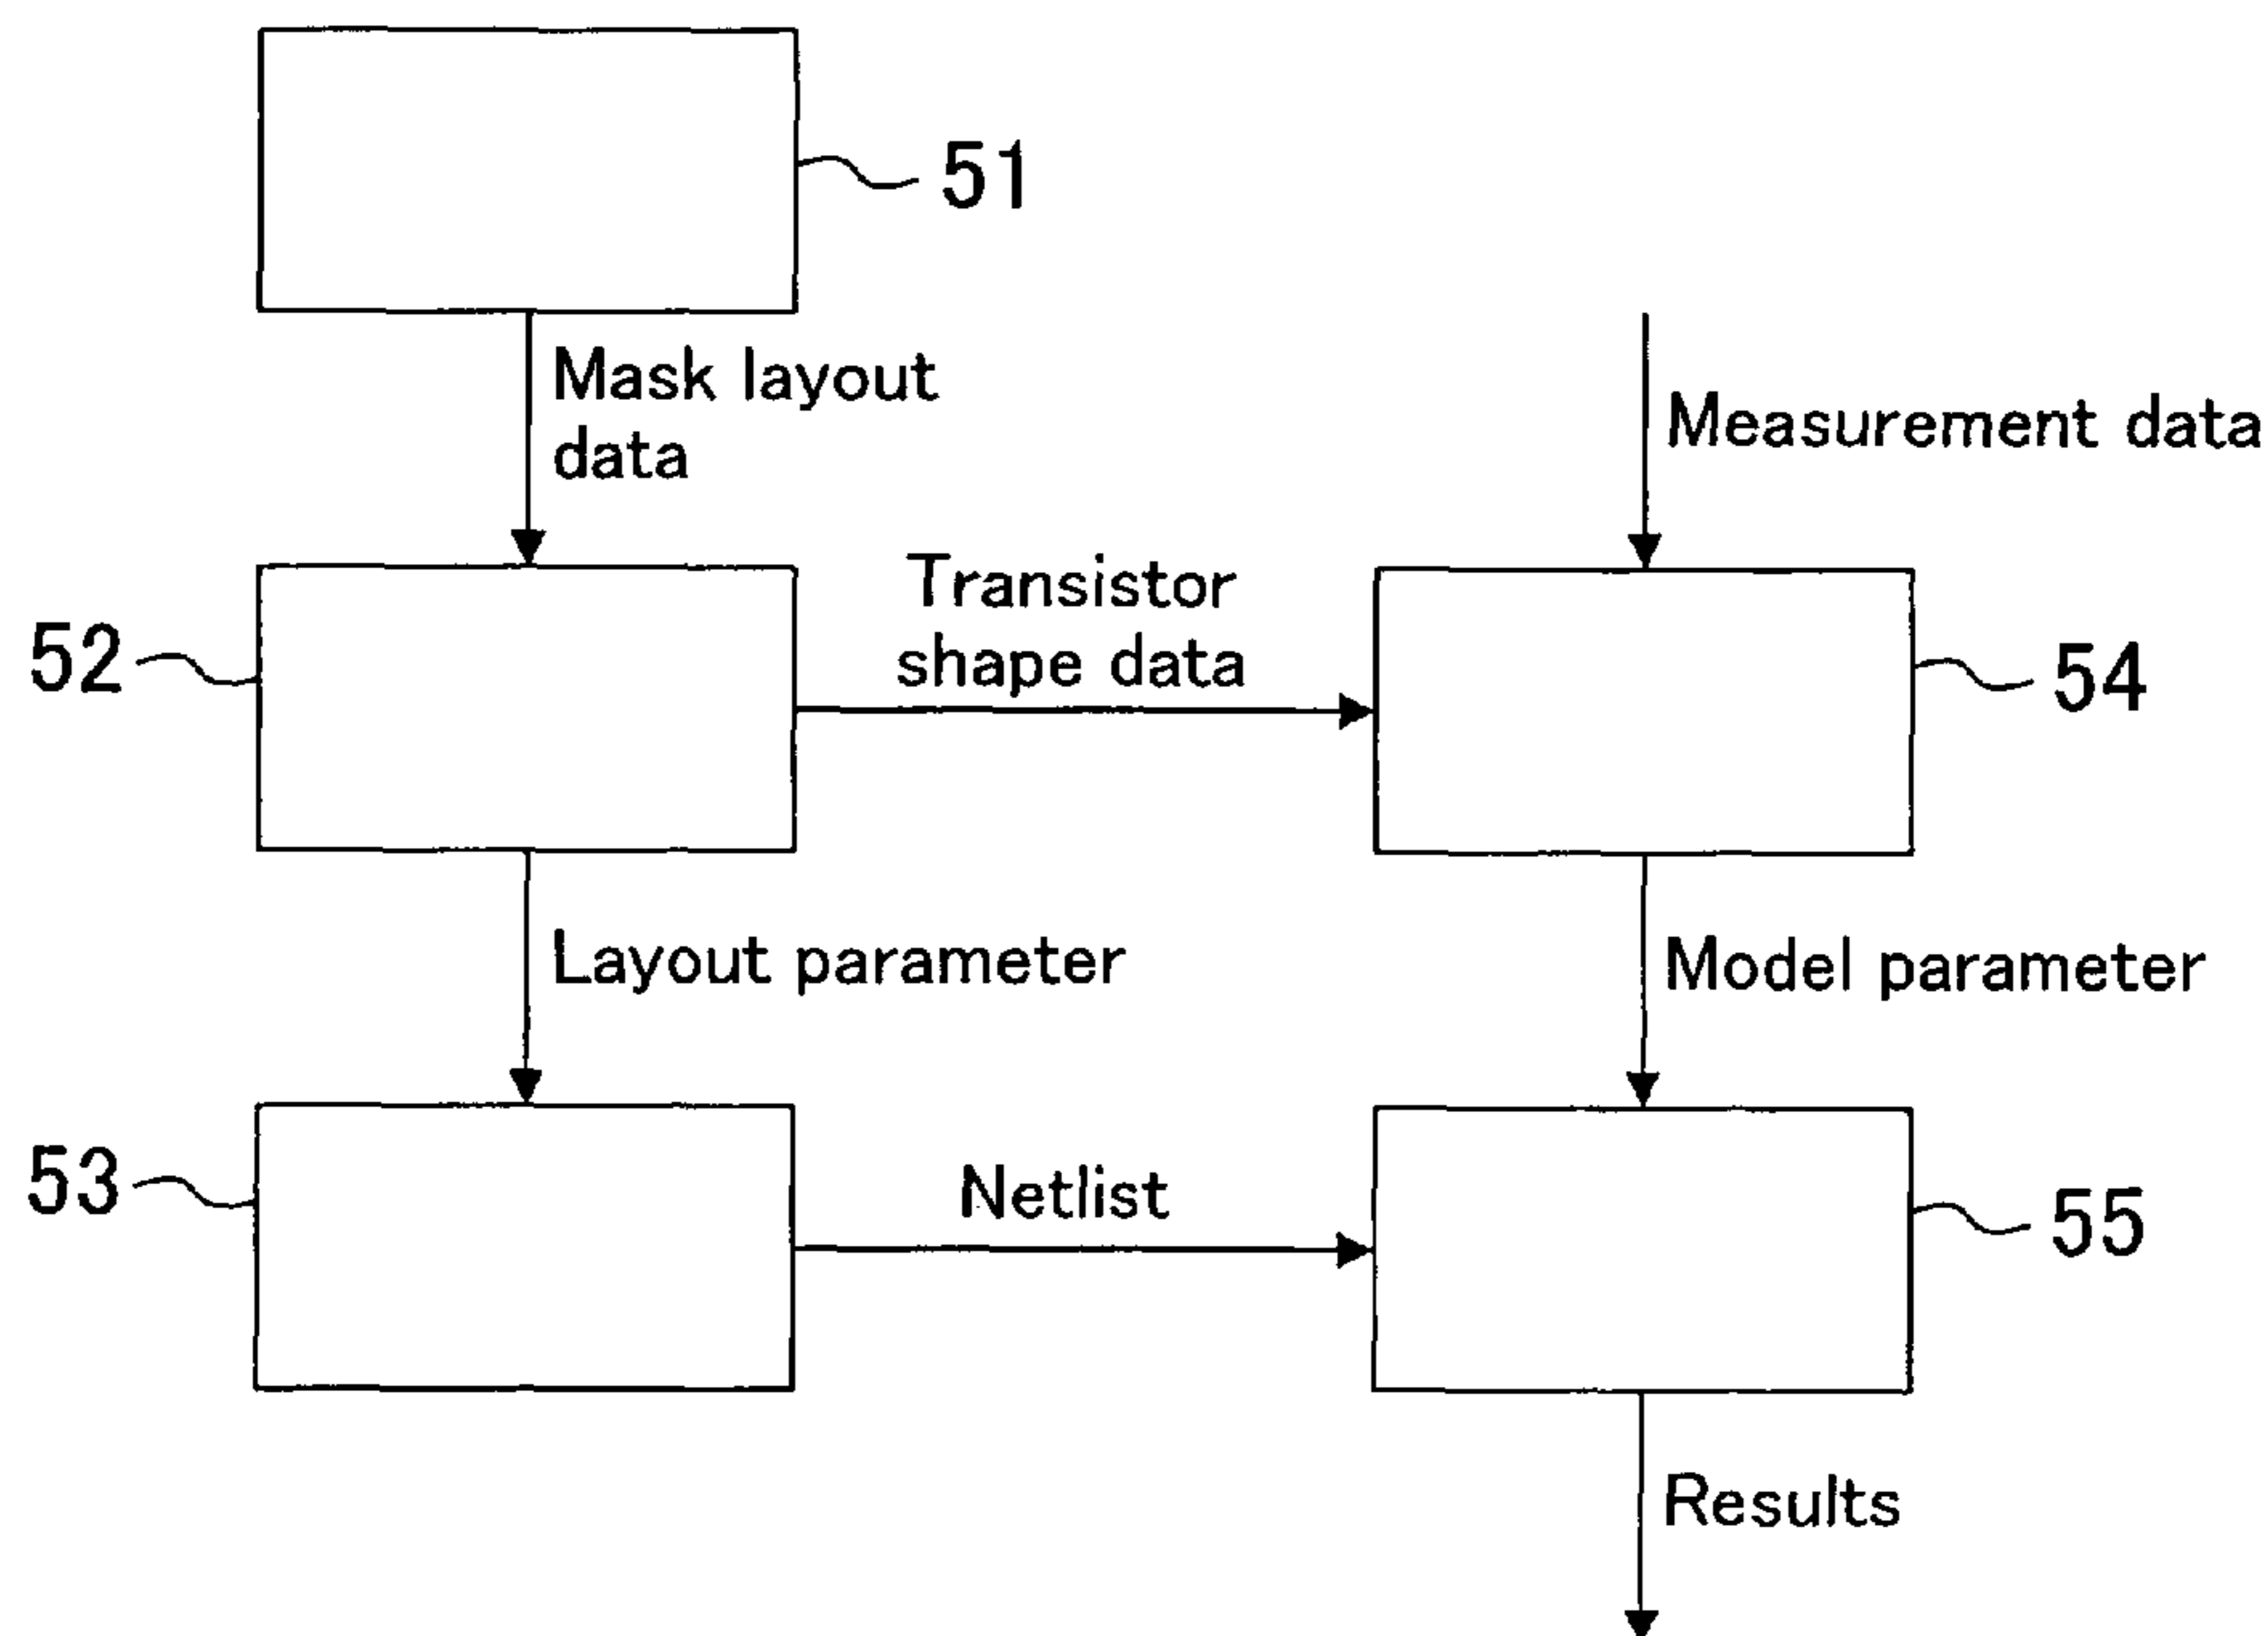 51
Mask layout
data
Measurement data
52
Transistor
shape data
54
Layout parameter
Model parameter
53
Netlist
55
Results